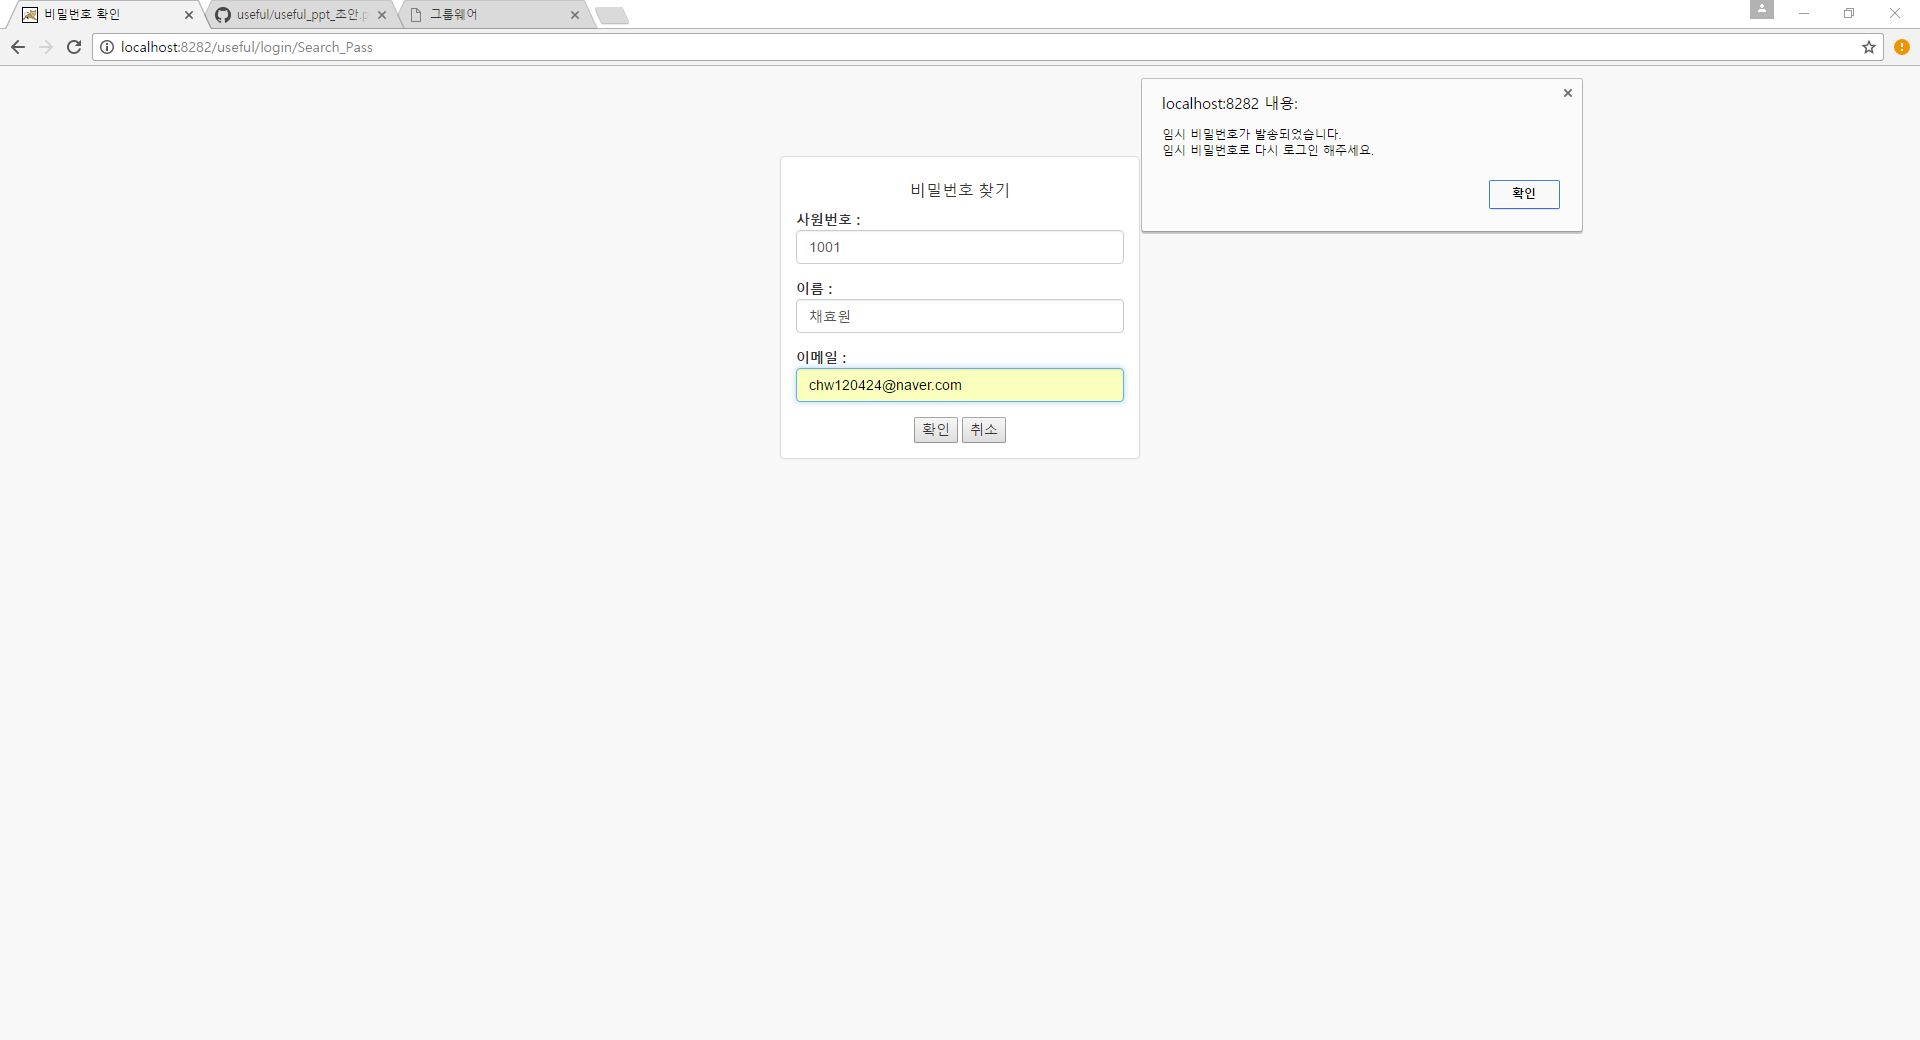 비밀번호 확인
useful/useful_ppt_초안.p
그룹웨어
localhost:8282/useful/login/Search_Pass
localhost:8282 내용:
임시 비밀번호가 발송되었습니다.
임시 비밀번호로 다시 로그인 해주세요.
확인
비밀번호 찾기
사원번호 :
1001
이름 :
채효원
이메일 :
chw120424@naver.com
확인 취소